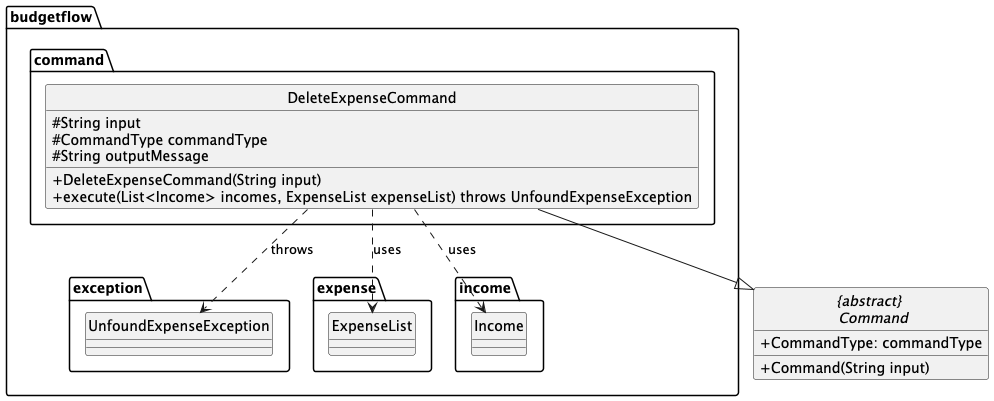 budgetflow
command
DeleteExpenseCommand
#String input
#CommandType commandType
#String outputMessage
+DeleteExpenseCommand(String input)
+execute(List<Income> incomes, ExpenseList expenseList) throws UnfoundExpenseException
throws
uses
uses
exception
UnfoundExpenseException
expense
ExpenseList
income
Income
{abstract}
Command
+CommandType: commandType
+Command(String input)